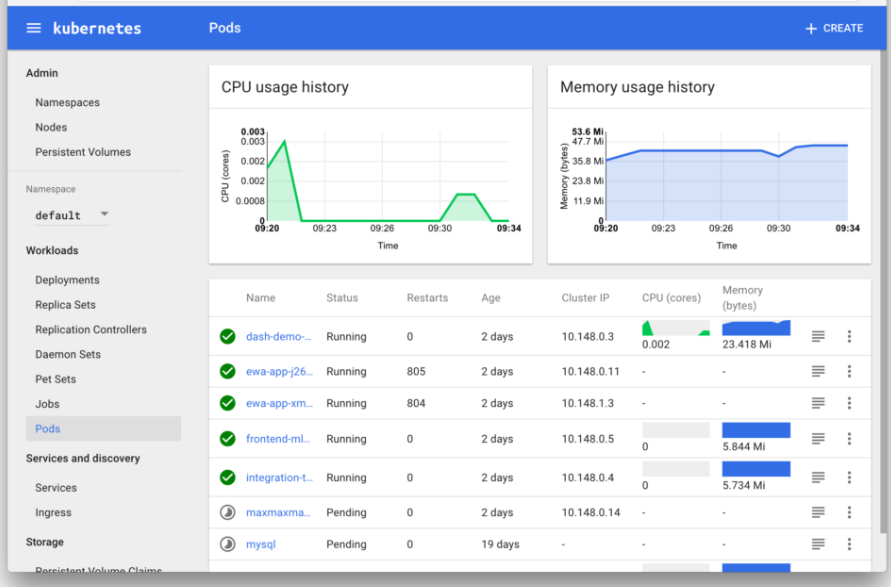 kubernetes
Pods
+ CREATE
Admin
Namespaces
Nodes
Persistent Volumes
Namespace
default
Workloads
Deployments
Replica Sets
Replication Controllers
Daemon Sets
Pet Sets
Jobs
Pods
Services and discovery
Services
Ingress
Storage
Persistent Volume Claims
CPU usage history
CPU (cores)
0.003
0.003
0.002
0.002
0.0008
0
09:20 09:23 09:26 09:30 09:34
Time
Memory usage history
Memory (bytes)
53.6 Mi
47.7 Mi
35.8 Mi
23.8 Mi
11.9 Mi
0
09:20 09:23 09:26 09:30 09:34
Time
Name Status Restarts Age Cluster IP CPU (cores) Memory (bytes)
dash-demo-... Running 0 2 days 10.148.0.3 0.002 23.418 Mi
ewa-app-j26... Running 805 2 days 10.148.0.11 - -
ewa-app-xm... Running 804 2 days 10.148.1.3 - -
frontend-ml... Running 0 2 days 10.148.0.5 0 5.844 Mi
integration-t... Running 0 2 days 10.148.0.4 0 5.734 Mi
maxmaxma... Pending 0 2 days 10.148.0.14 - -
mysql Pending 0 19 days - - -